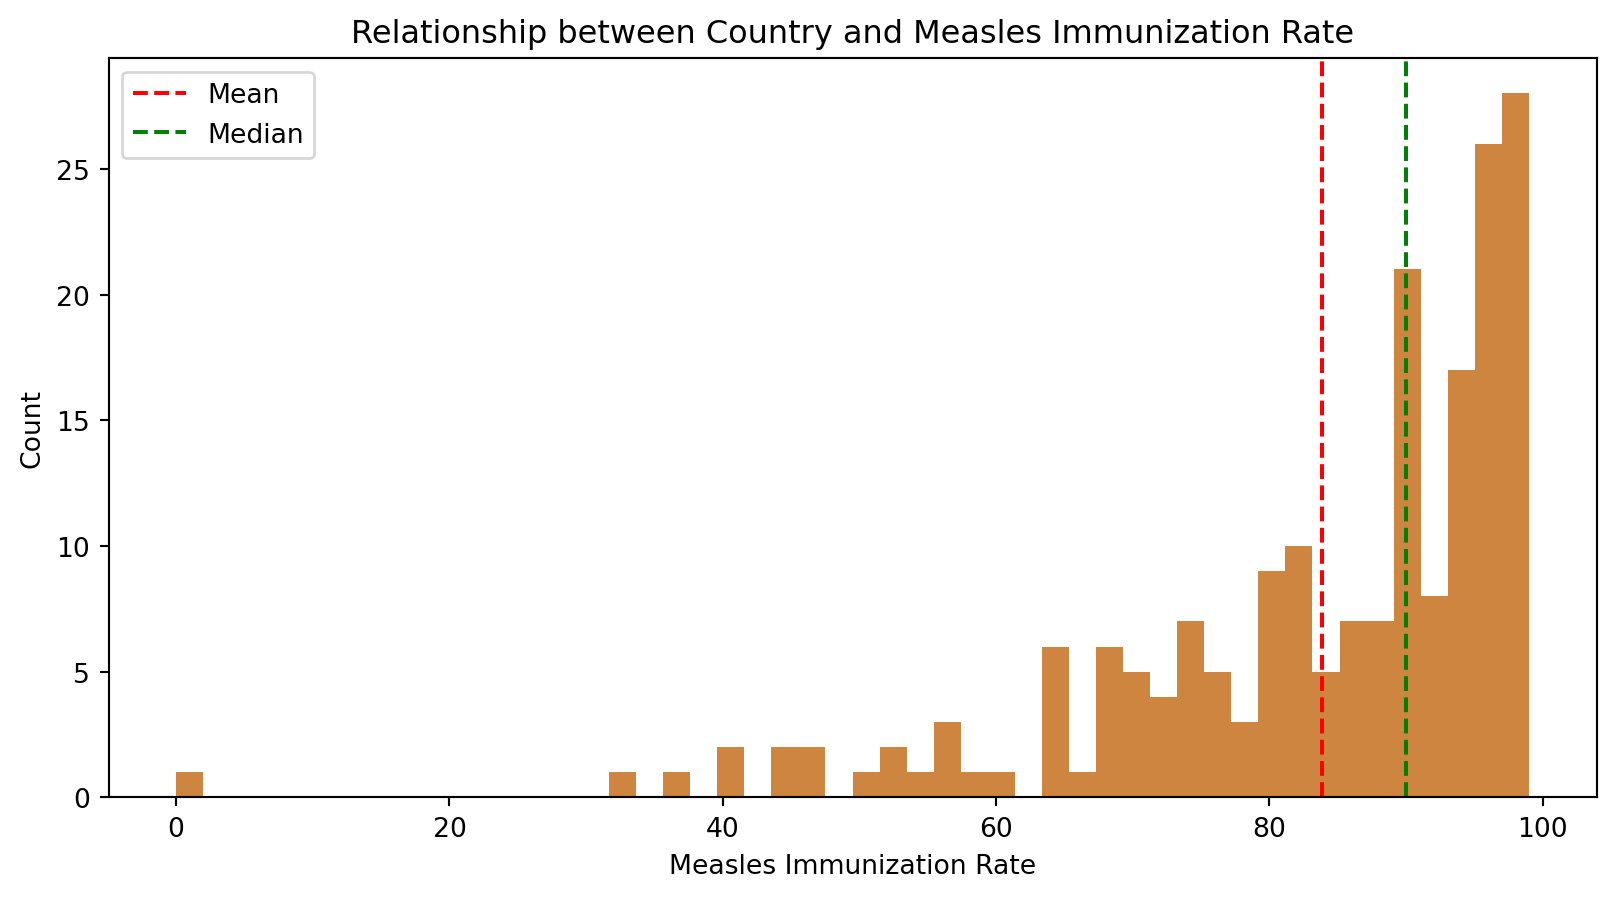 Relationship between Country and Measles Immunization Rate
Mean
Median
Count
25
20
15
10
5
0
0 20 40 60 80 100
Measles Immunization Rate